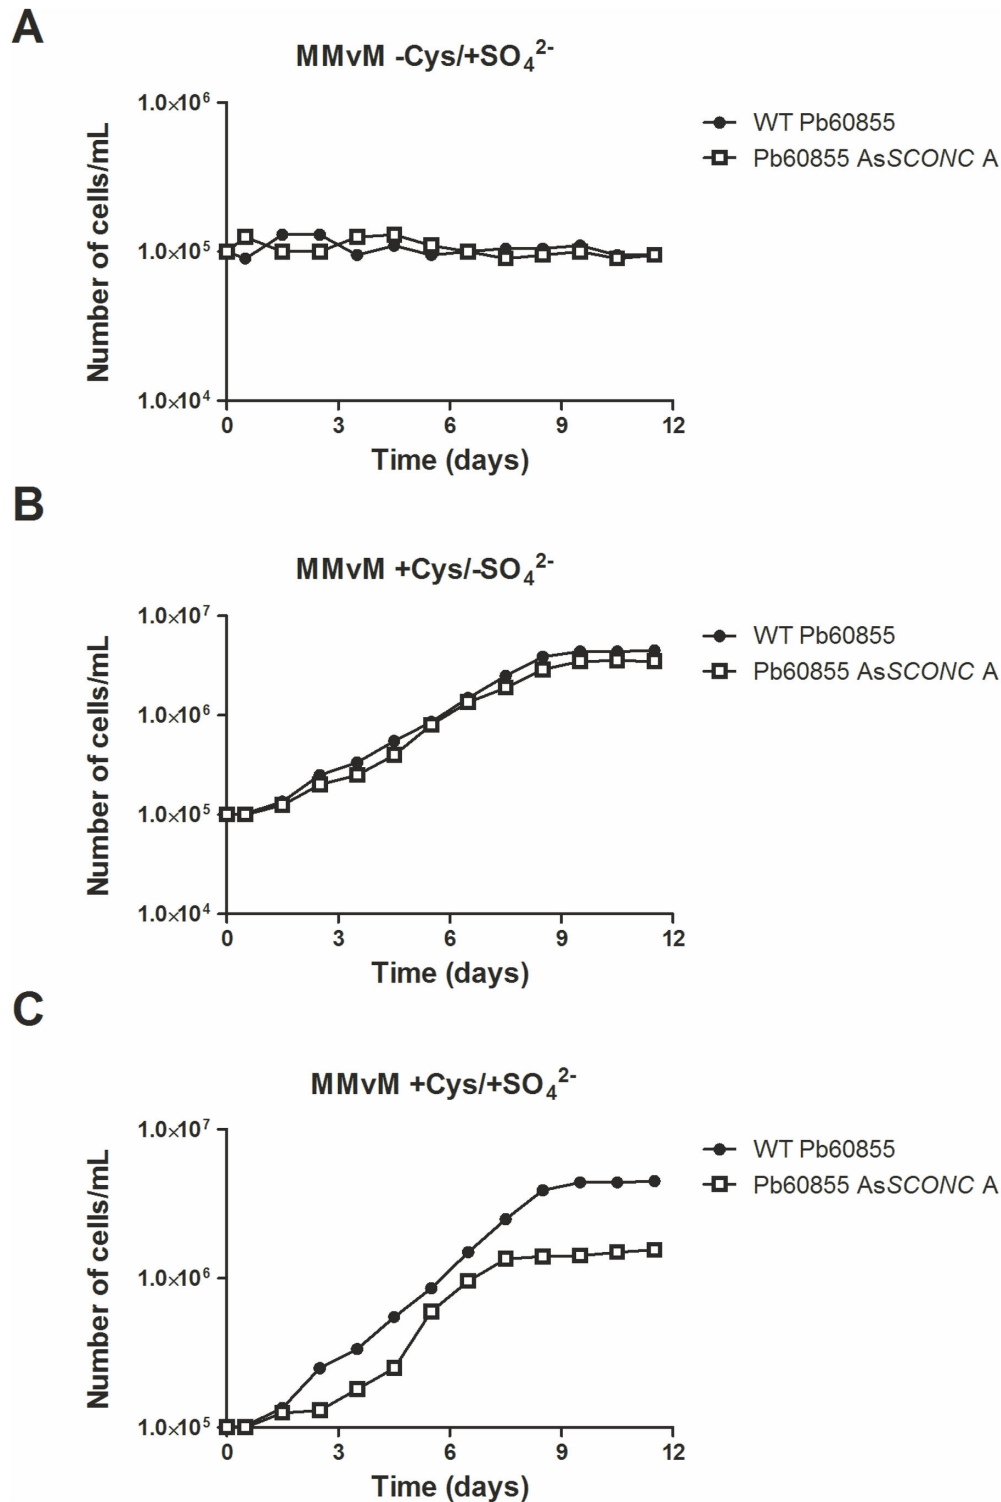 A
MMvM -Cys/+SO₄²⁻
Number of cells/mL
1.0×10⁶
1.0×10⁵
1.0×10⁴
0 3 6 9 12
Time (days)
WT Pb60855
Pb60855 AsSCONC A
B
MMvM +Cys/-SO₄²⁻
Number of cells/mL
1.0×10⁷
1.0×10⁶
1.0×10⁵
1.0×10⁴
0 3 6 9 12
Time (days)
WT Pb60855
Pb60855 AsSCONC A
C
MMvM +Cys/+SO₄²⁻
Number of cells/mL
1.0×10⁷
1.0×10⁶
1.0×10⁵
0 3 6 9 12
Time (days)
WT Pb60855
Pb60855 AsSCONC A